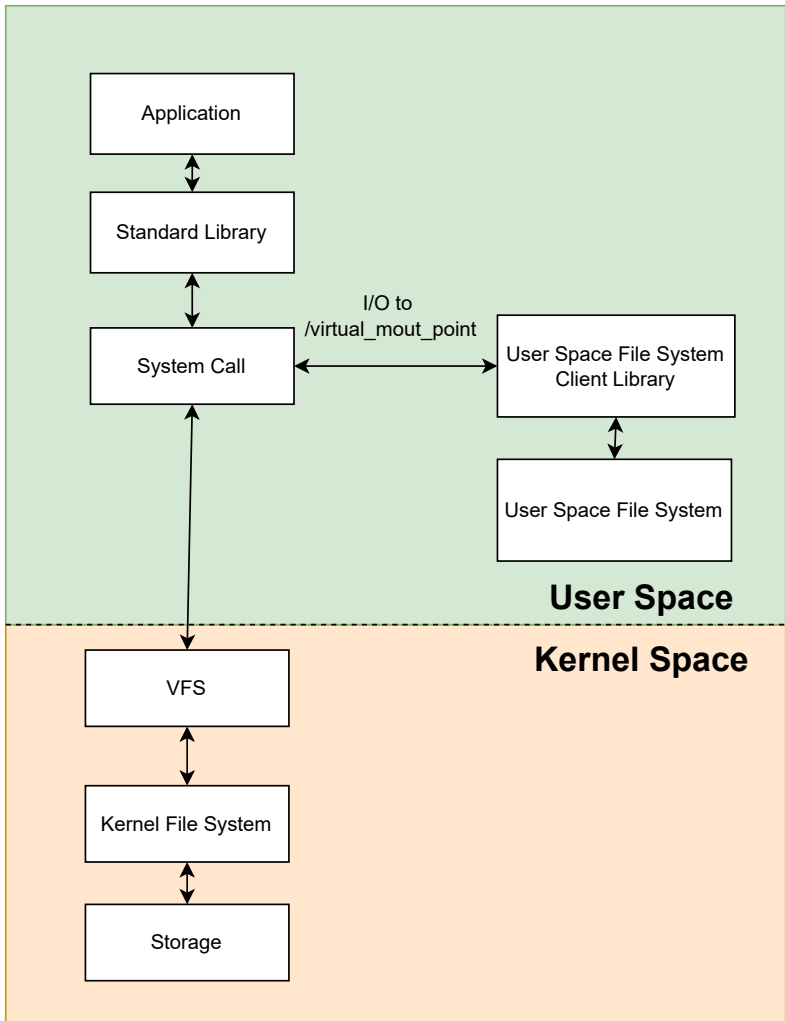 Application
Standard Library
I/O to
/virtual_mout_point
System Call
User Space File System
Client Library
User Space File System
User Space
Kernel Space
VFS
Kernel File System
Storage